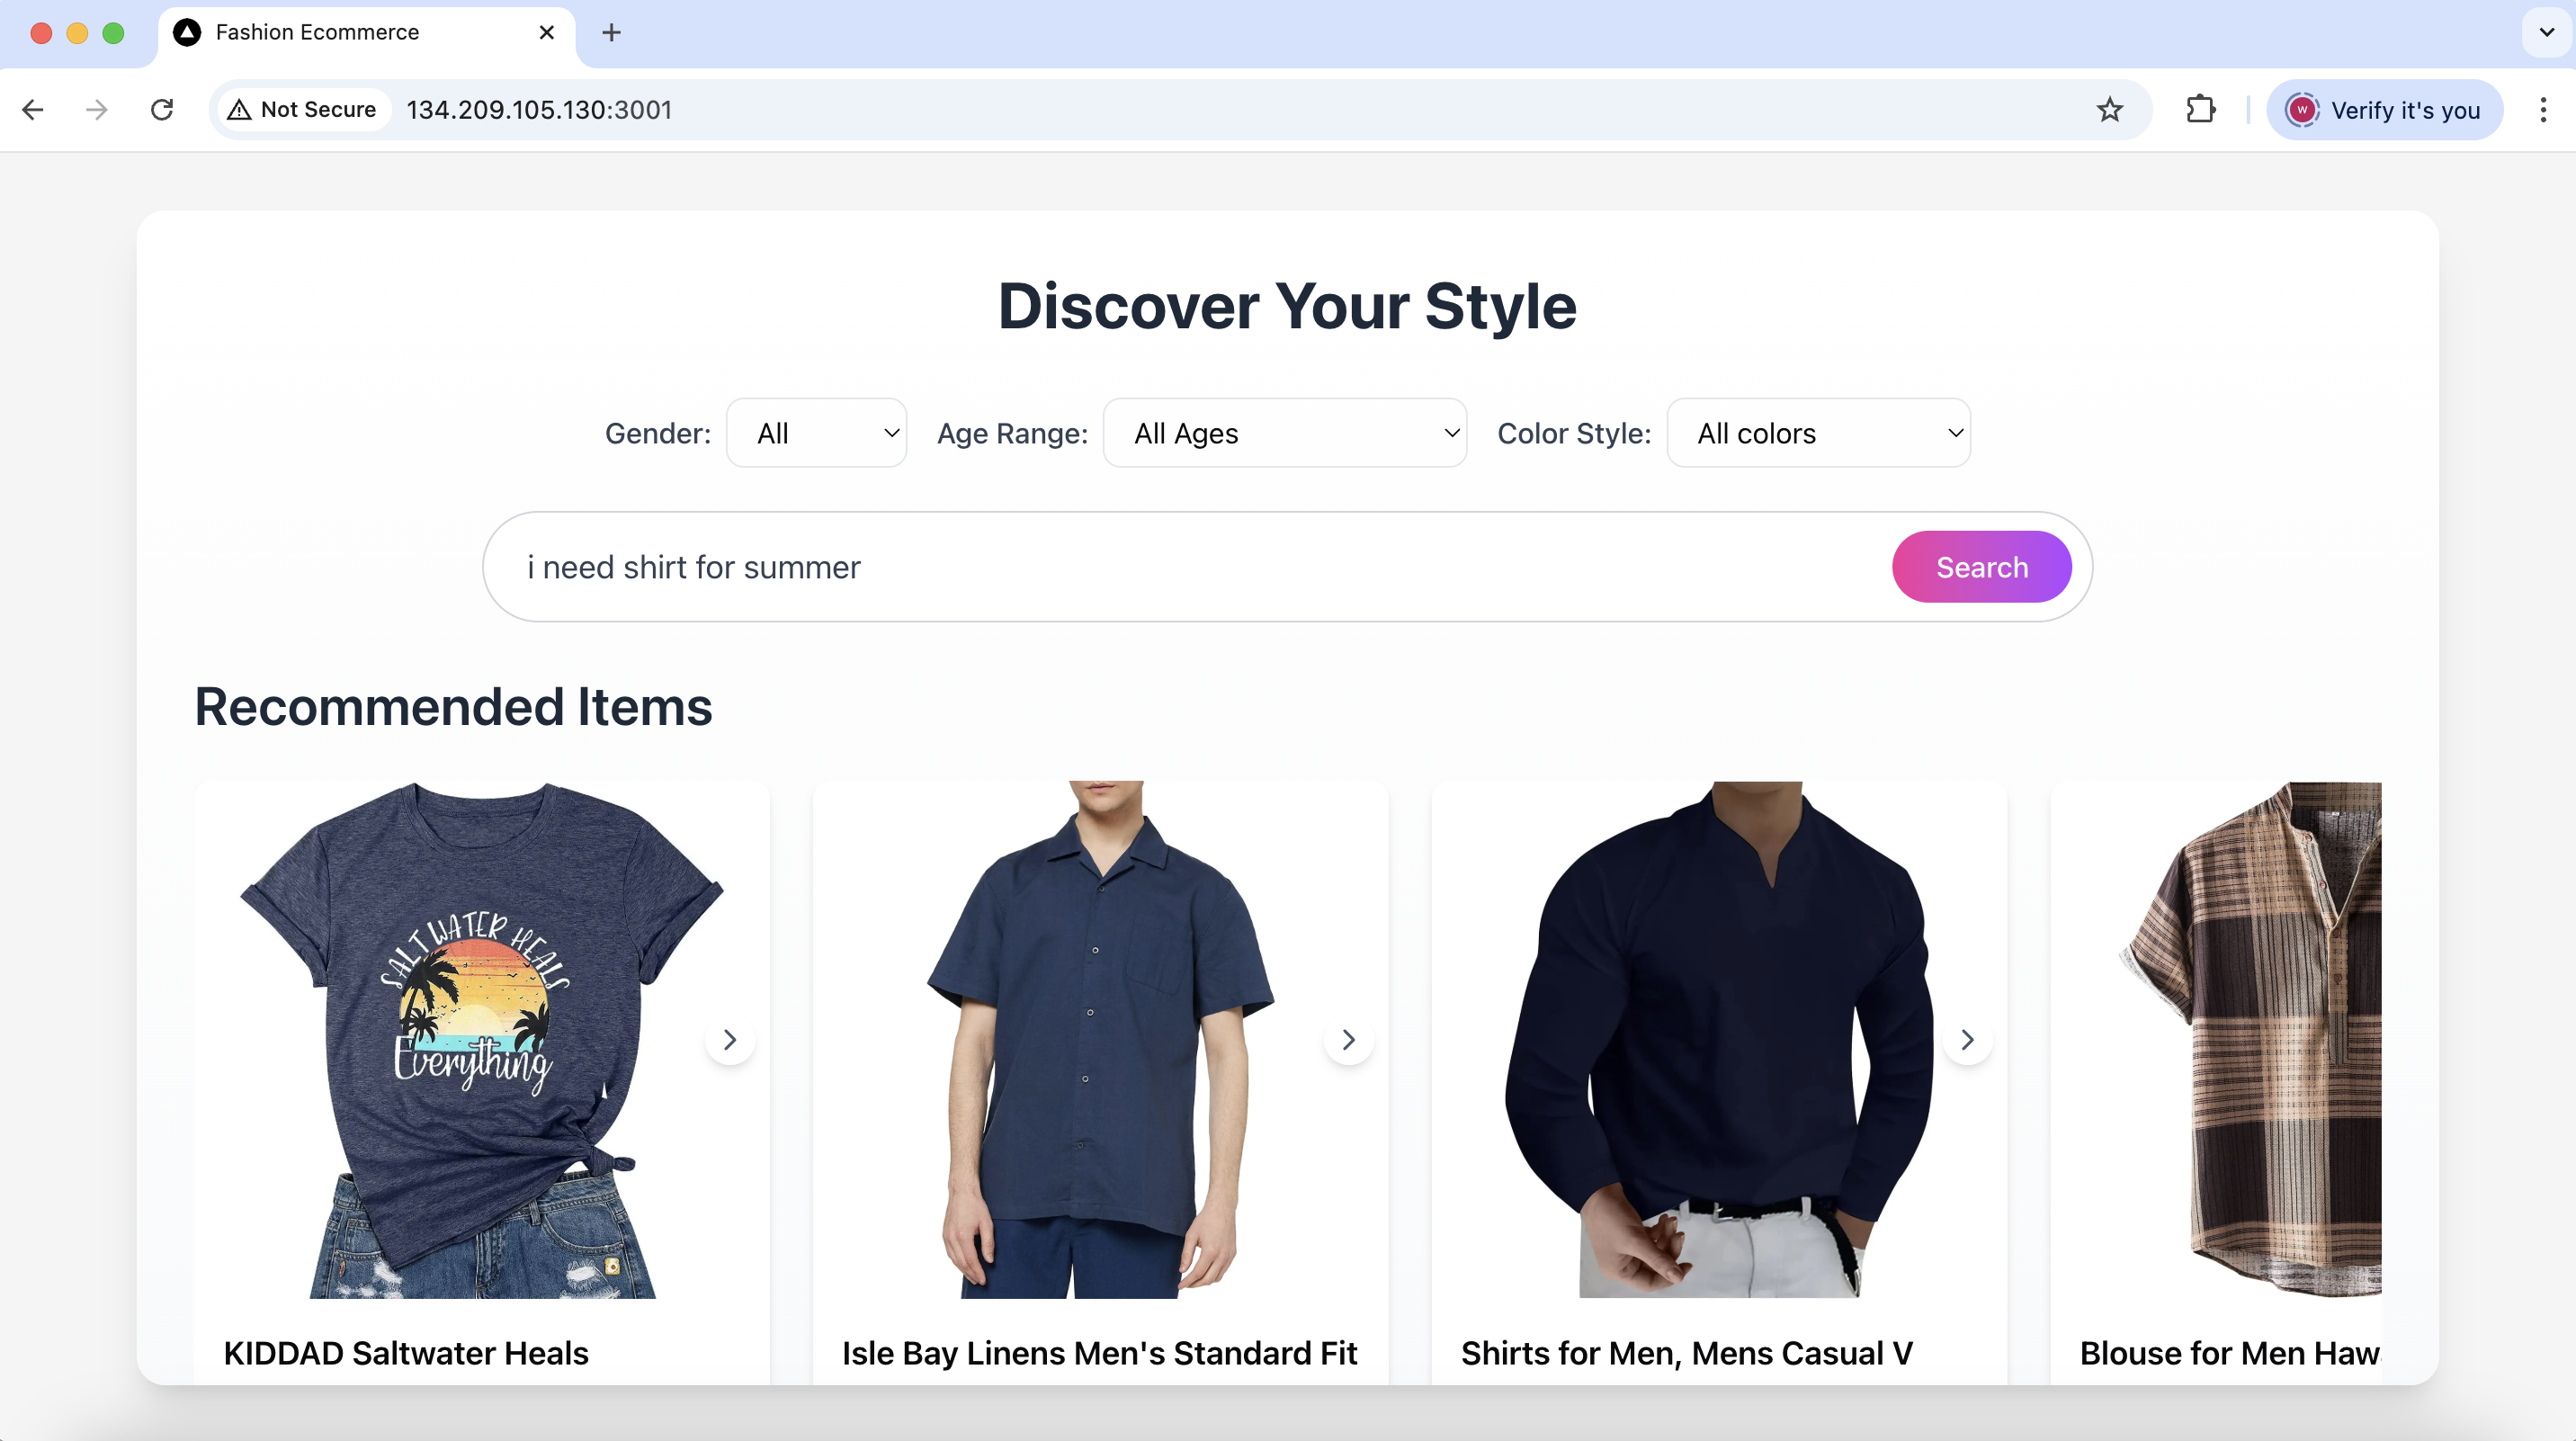 Fashion Ecommerce
Not Secure 134.209.105.130:3001
W Verify it's you
Discover Your Style
Gender: All Age Range: All Ages Color Style: All colors
i need shirt for summer Search
Recommended Items
SALT WATER HEALS
Everything
KIDDAD Saltwater Heals
Isle Bay Linens Men's Standard Fit
Shirts for Men, Mens Casual V
Blouse for Men Haw